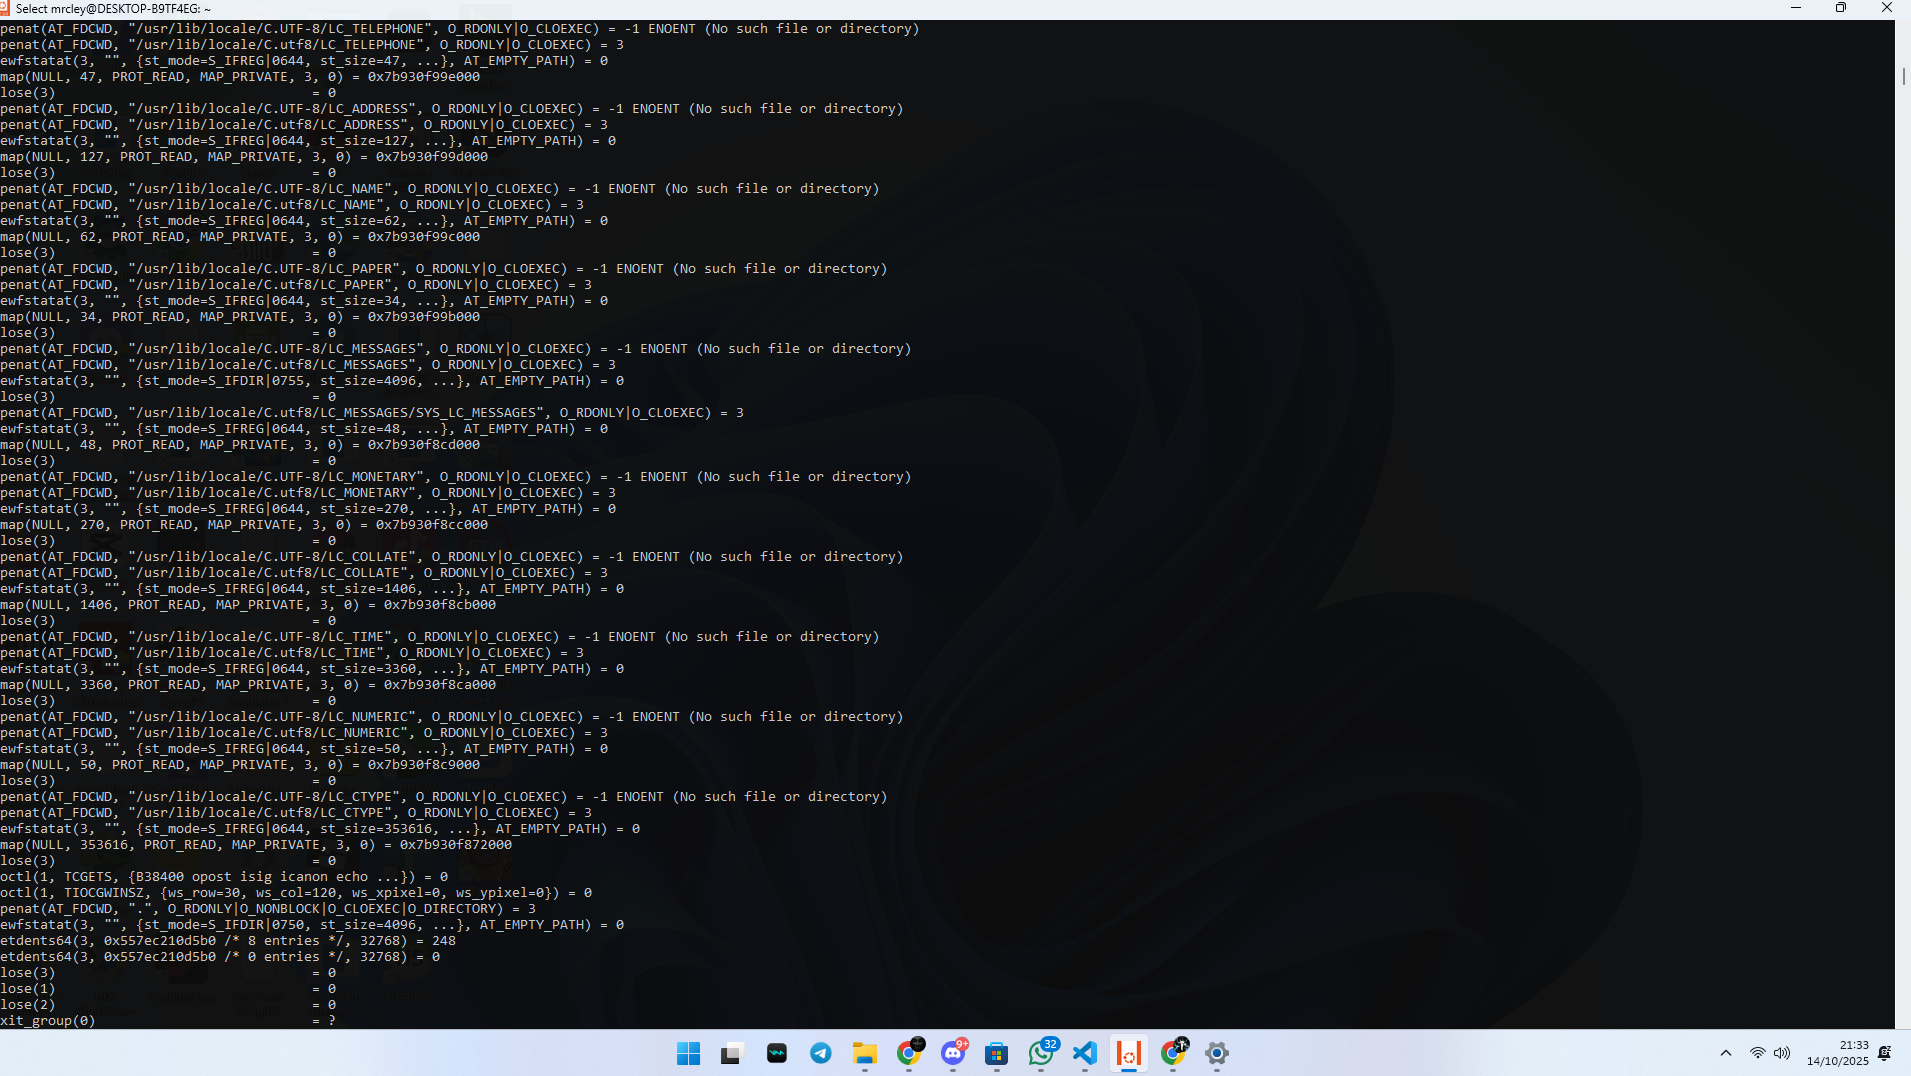 Select mrcley@DESKTOP-B9TF4EG: ~
penat(AT_FDCWD, "/usr/lib/locale/C.UTF-8/LC_TELEPHONE", O_RDONLY|O_CLOEXEC) = -1 ENOENT (No such file or directory)
penat(AT_FDCWD, "/usr/lib/locale/C.utf8/LC_TELEPHONE", O_RDONLY|O_CLOEXEC) = 3
ewfstatat(3, "", {st_mode=S_IFREG|0644, st_size=47, ...}, AT_EMPTY_PATH) = 0
map(NULL, 47, PROT_READ, MAP_PRIVATE, 3, 0) = 0x7b930f99e000
lose(3) = 0
penat(AT_FDCWD, "/usr/lib/locale/C.UTF-8/LC_ADDRESS", O_RDONLY|O_CLOEXEC) = -1 ENOENT (No such file or directory)
penat(AT_FDCWD, "/usr/lib/locale/C.utf8/LC_ADDRESS", O_RDONLY|O_CLOEXEC) = 3
ewfstatat(3, "", {st_mode=S_IFREG|0644, st_size=127, ...}, AT_EMPTY_PATH) = 0
map(NULL, 127, PROT_READ, MAP_PRIVATE, 3, 0) = 0x7b930f99d000
lose(3) = 0
penat(AT_FDCWD, "/usr/lib/locale/C.UTF-8/LC_NAME", O_RDONLY|O_CLOEXEC) = -1 ENOENT (No such file or directory)
penat(AT_FDCWD, "/usr/lib/locale/C.utf8/LC_NAME", O_RDONLY|O_CLOEXEC) = 3
ewfstatat(3, "", {st_mode=S_IFREG|0644, st_size=62, ...}, AT_EMPTY_PATH) = 0
map(NULL, 62, PROT_READ, MAP_PRIVATE, 3, 0) = 0x7b930f99c000
lose(3) = 0
penat(AT_FDCWD, "/usr/lib/locale/C.UTF-8/LC_PAPER", O_RDONLY|O_CLOEXEC) = -1 ENOENT (No such file or directory)
penat(AT_FDCWD, "/usr/lib/locale/C.utf8/LC_PAPER", O_RDONLY|O_CLOEXEC) = 3
ewfstatat(3, "", {st_mode=S_IFREG|0644, st_size=34, ...}, AT_EMPTY_PATH) = 0
map(NULL, 34, PROT_READ, MAP_PRIVATE, 3, 0) = 0x7b930f99b000
lose(3) = 0
penat(AT_FDCWD, "/usr/lib/locale/C.UTF-8/LC_MESSAGES", O_RDONLY|O_CLOEXEC) = -1 ENOENT (No such file or directory)
penat(AT_FDCWD, "/usr/lib/locale/C.utf8/LC_MESSAGES", O_RDONLY|O_CLOEXEC) = 3
ewfstatat(3, "", {st_mode=S_IFDIR|0755, st_size=4096, ...}, AT_EMPTY_PATH) = 0
lose(3) = 0
penat(AT_FDCWD, "/usr/lib/locale/C.utf8/LC_MESSAGES/SYS_LC_MESSAGES", O_RDONLY|O_CLOEXEC) = 3
ewfstatat(3, "", {st_mode=S_IFREG|0644, st_size=48, ...}, AT_EMPTY_PATH) = 0
map(NULL, 48, PROT_READ, MAP_PRIVATE, 3, 0) = 0x7b930f8cd000
lose(3) = 0
penat(AT_FDCWD, "/usr/lib/locale/C.UTF-8/LC_MONETARY", O_RDONLY|O_CLOEXEC) = -1 ENOENT (No such file or directory)
penat(AT_FDCWD, "/usr/lib/locale/C.utf8/LC_MONETARY", O_RDONLY|O_CLOEXEC) = 3
ewfstatat(3, "", {st_mode=S_IFREG|0644, st_size=270, ...}, AT_EMPTY_PATH) = 0
map(NULL, 270, PROT_READ, MAP_PRIVATE, 3, 0) = 0x7b930f8cc000
lose(3) = 0
penat(AT_FDCWD, "/usr/lib/locale/C.UTF-8/LC_COLLATE", O_RDONLY|O_CLOEXEC) = -1 ENOENT (No such file or directory)
penat(AT_FDCWD, "/usr/lib/locale/C.utf8/LC_COLLATE", O_RDONLY|O_CLOEXEC) = 3
ewfstatat(3, "", {st_mode=S_IFREG|0644, st_size=1406, ...}, AT_EMPTY_PATH) = 0
map(NULL, 1406, PROT_READ, MAP_PRIVATE, 3, 0) = 0x7b930f8cb000
lose(3) = 0
penat(AT_FDCWD, "/usr/lib/locale/C.UTF-8/LC_TIME", O_RDONLY|O_CLOEXEC) = -1 ENOENT (No such file or directory)
penat(AT_FDCWD, "/usr/lib/locale/C.utf8/LC_TIME", O_RDONLY|O_CLOEXEC) = 3
ewfstatat(3, "", {st_mode=S_IFREG|0644, st_size=3360, ...}, AT_EMPTY_PATH) = 0
map(NULL, 3360, PROT_READ, MAP_PRIVATE, 3, 0) = 0x7b930f8ca000
lose(3) = 0
penat(AT_FDCWD, "/usr/lib/locale/C.UTF-8/LC_NUMERIC", O_RDONLY|O_CLOEXEC) = -1 ENOENT (No such file or directory)
penat(AT_FDCWD, "/usr/lib/locale/C.utf8/LC_NUMERIC", O_RDONLY|O_CLOEXEC) = 3
ewfstatat(3, "", {st_mode=S_IFREG|0644, st_size=50, ...}, AT_EMPTY_PATH) = 0
map(NULL, 50, PROT_READ, MAP_PRIVATE, 3, 0) = 0x7b930f8c9000
lose(3) = 0
penat(AT_FDCWD, "/usr/lib/locale/C.UTF-8/LC_CTYPE", O_RDONLY|O_CLOEXEC) = -1 ENOENT (No such file or directory)
penat(AT_FDCWD, "/usr/lib/locale/C.utf8/LC_CTYPE", O_RDONLY|O_CLOEXEC) = 3
ewfstatat(3, "", {st_mode=S_IFREG|0644, st_size=353616, ...}, AT_EMPTY_PATH) = 0
map(NULL, 353616, PROT_READ, MAP_PRIVATE, 3, 0) = 0x7b930f872000
lose(3) = 0
octl(1, TCGETS, {B38400 opost isig icanon echo ...}) = 0
octl(1, TIOCGWINSZ, {ws_row=30, ws_col=120, ws_xpixel=0, ws_ypixel=0}) = 0
penat(AT_FDCWD, ".", O_RDONLY|O_NONBLOCK|O_CLOEXEC|O_DIRECTORY) = 3
ewfstatat(3, "", {st_mode=S_IFDIR|0750, st_size=4096, ...}, AT_EMPTY_PATH) = 0
etdents64(3, 0x557ec210d5b0 /* 8 entries */, 32768) = 248
etdents64(3, 0x557ec210d5b0 /* 0 entries */, 32768) = 0
lose(3) = 0
lose(1) = 0
lose(2) = 0
xit_group(0) = ?
9+
32
21:33
14/10/2025